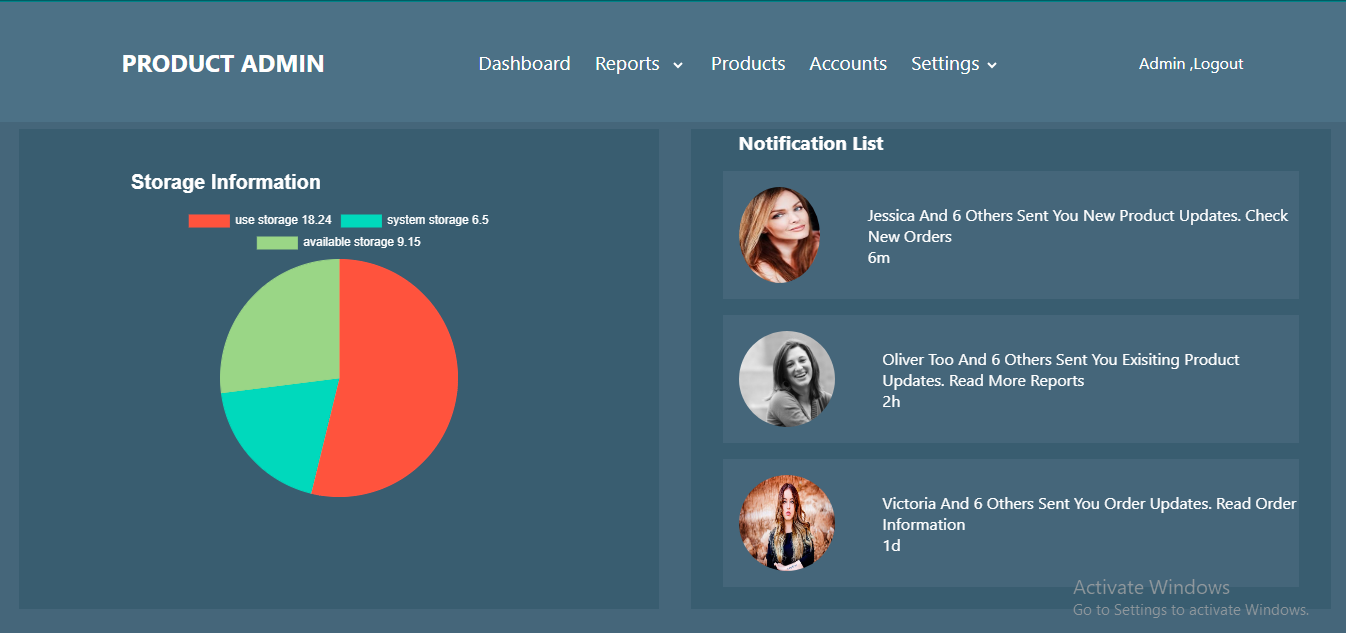 PRODUCT ADMIN
Dashboard
Reports
Products
Accounts
Settings
Admin ,Logout
Storage Information
use storage 18.24
system storage 6.5
available storage 9.15
Notification List
Jessica And 6 Others Sent You New Product Updates. Check
New Orders
6m
Oliver Too And 6 Others Sent You Exisiting Product
Updates. Read More Reports
2h
Victoria And 6 Others Sent You Order Updates. Read Order
Information
1d
Activate Windows
Go to Settings to activate Windows.